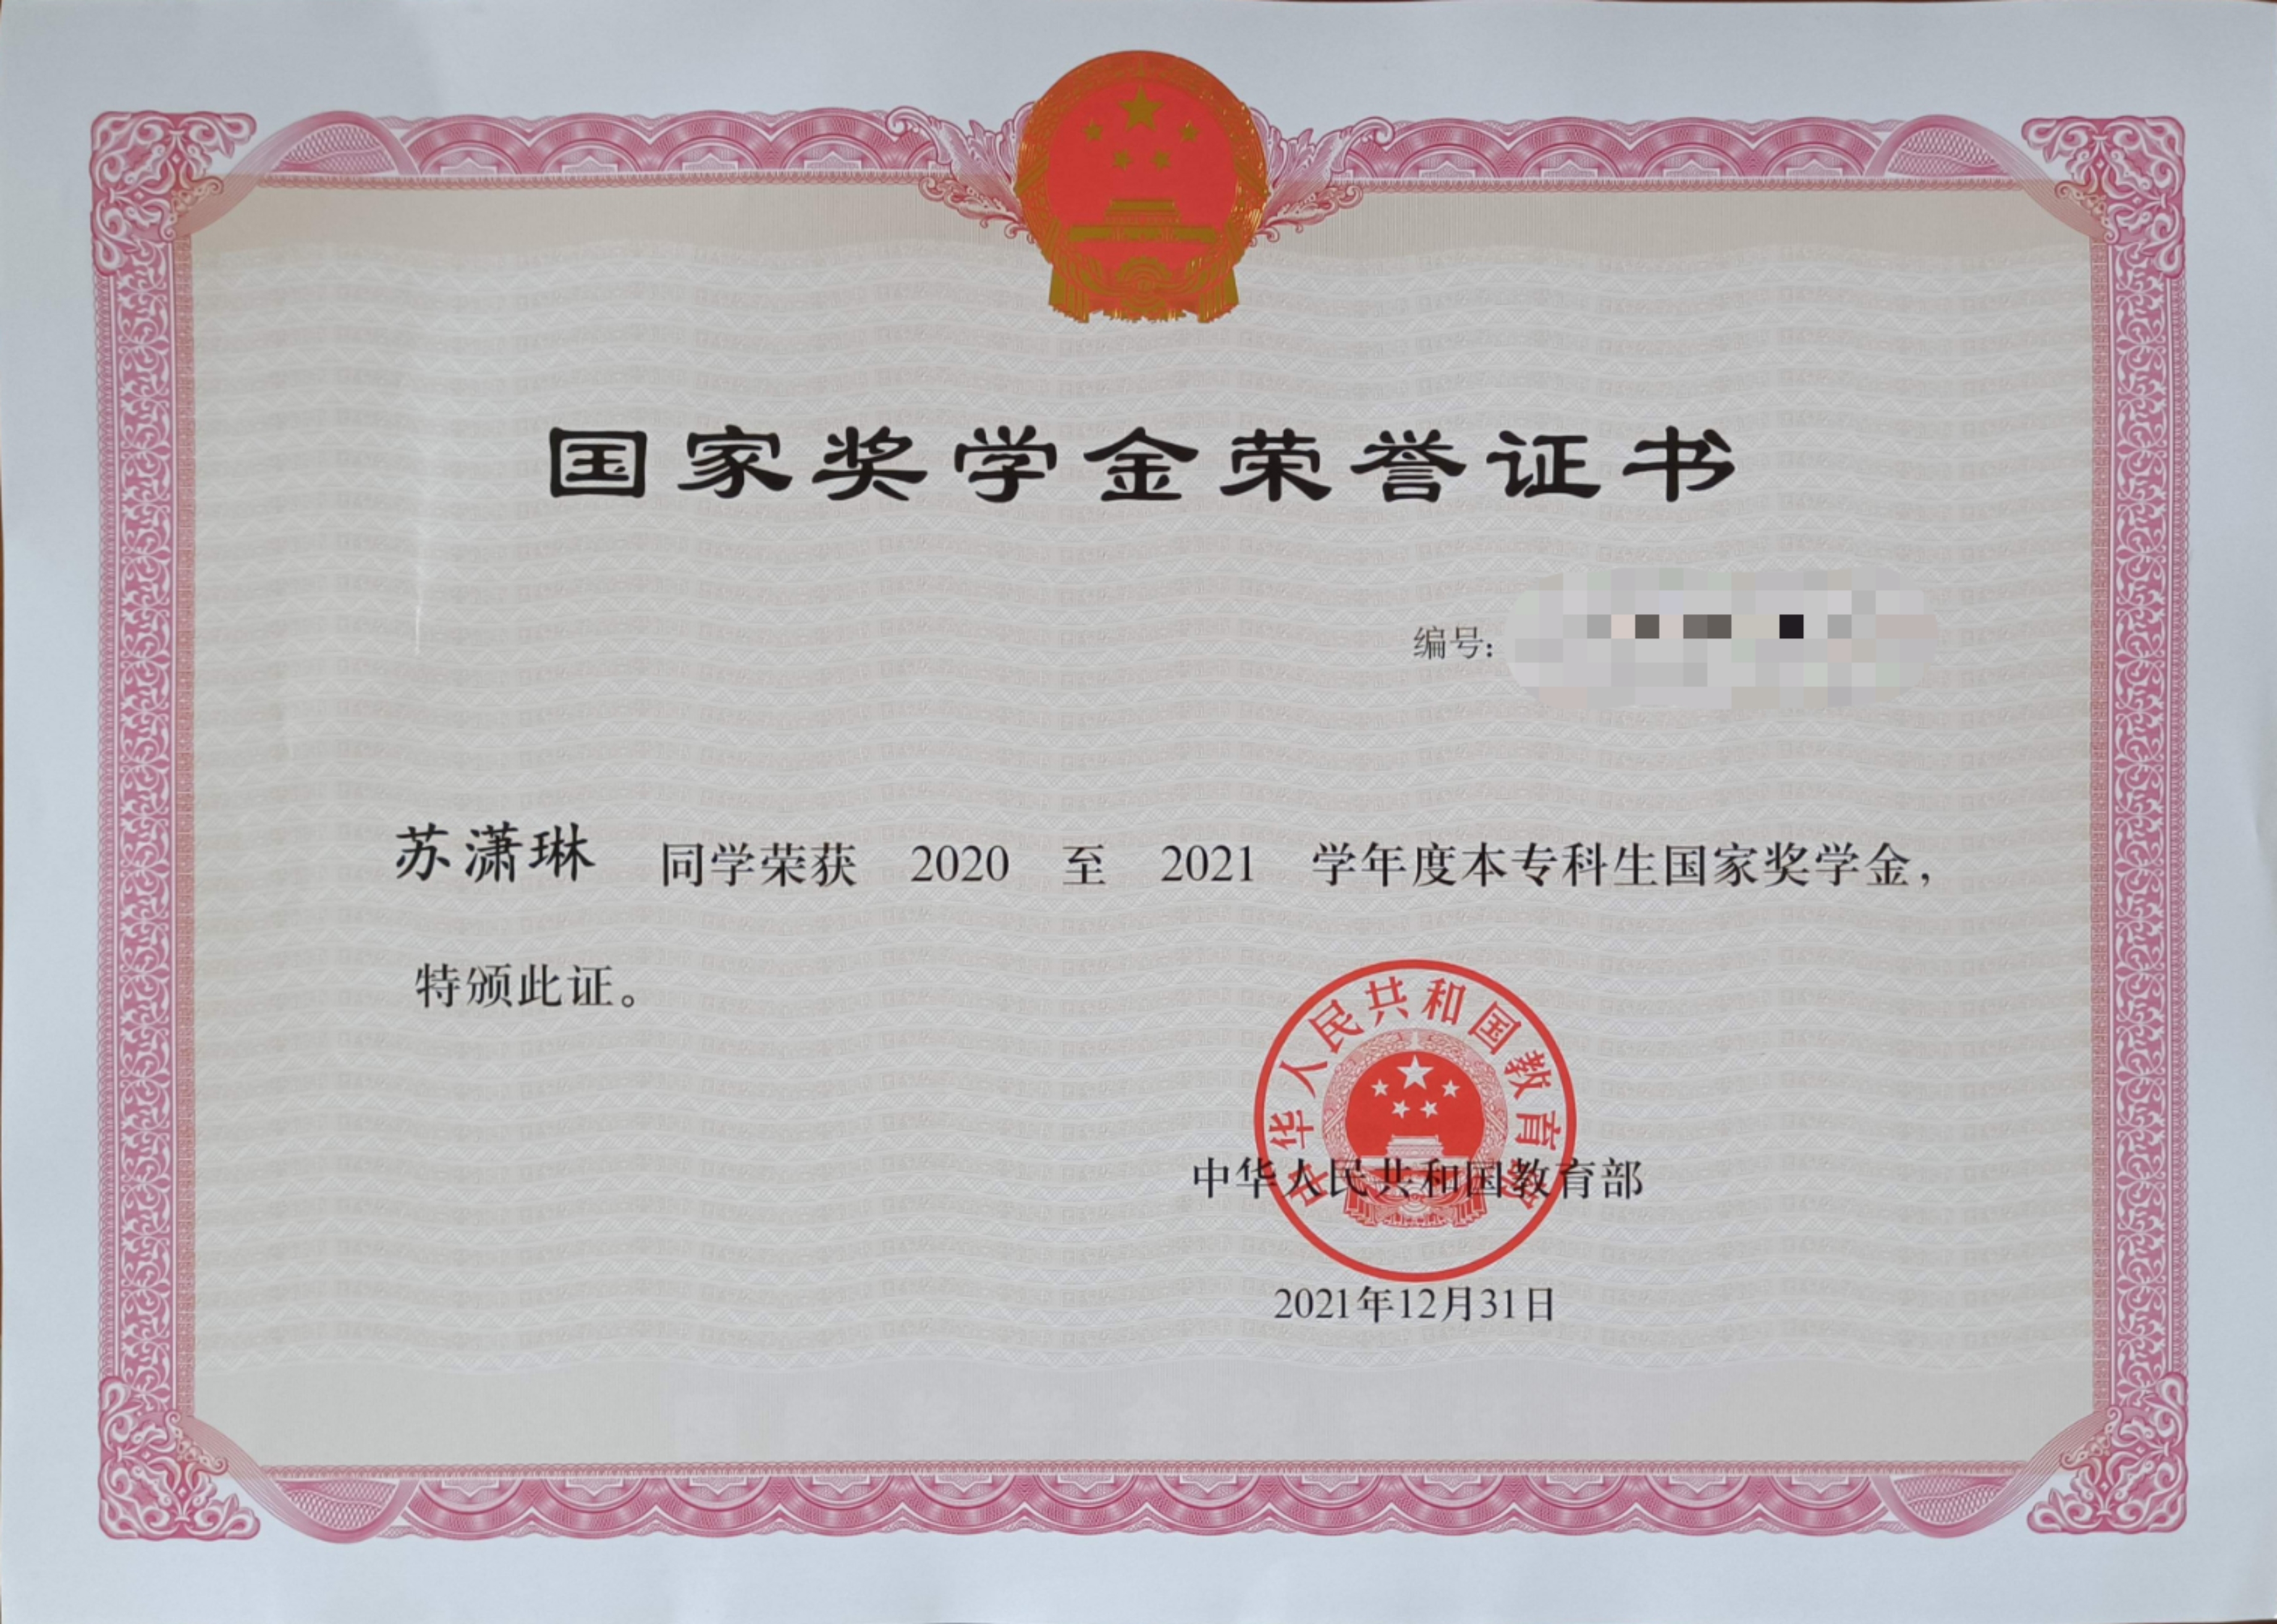 国家奖学金荣誉证书
编号:
苏潇琳 同学荣获 2020 至 2021 学年度本专科生国家奖学金,
特颁此证。
中华人民共和国教育部
中华人民共和国教育部
2021年12月31日